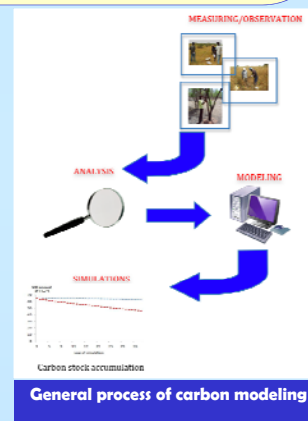 MEASURING/OBSERVATION
ANALYSIS
MODELING
SIMULATIONS
Carbon stock accumulation
General process of carbon modeling